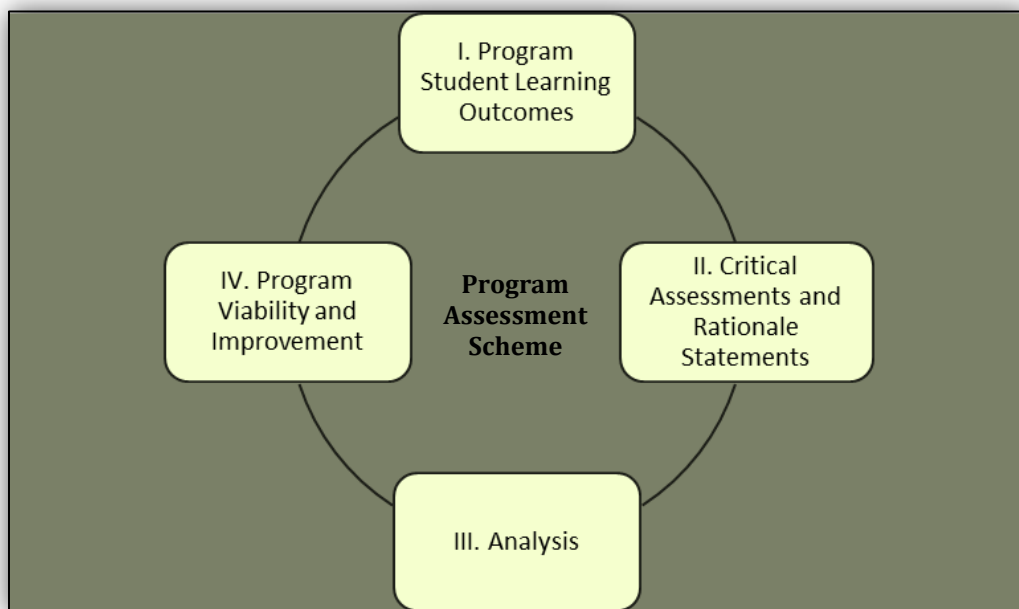 I. Program
Student Learning
Outcomes
IV. Program
Viability and
Improvement
Program
Assessment
Scheme
II. Critical
Assessments and
Rationale
Statements
III. Analysis